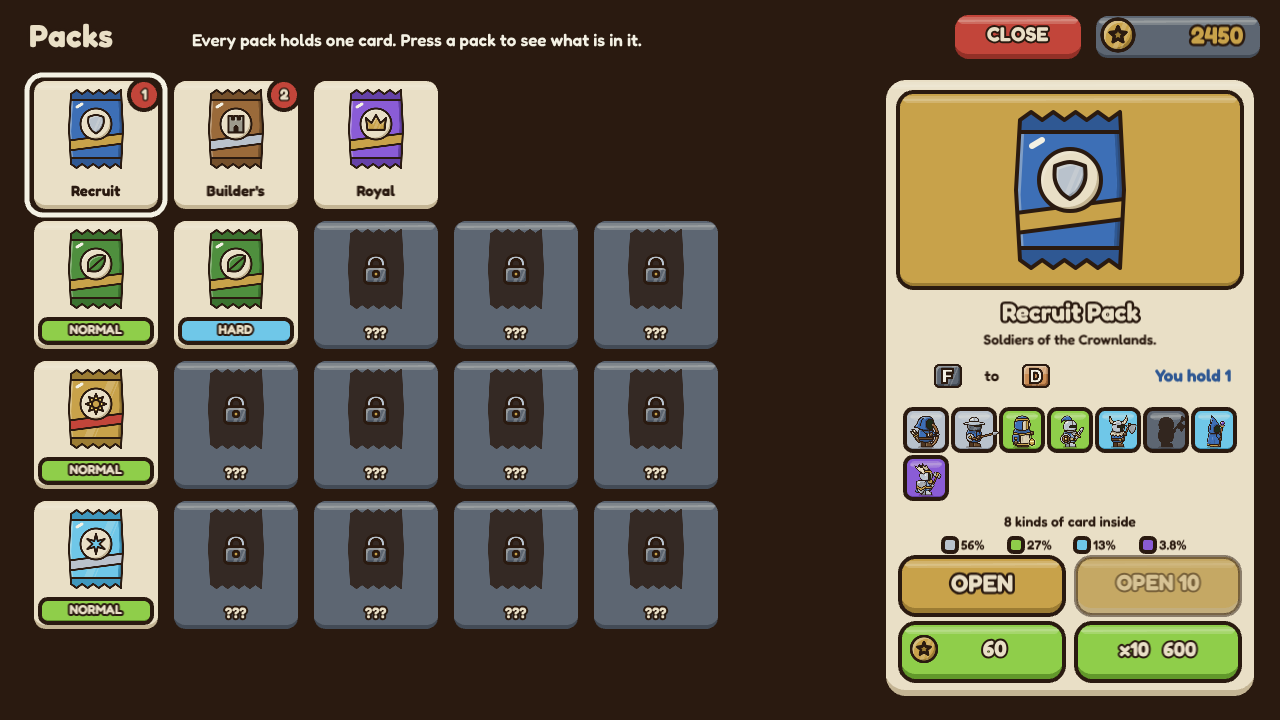 Packs
Every pack holds one card. Press a pack to see what is in it.
CLOSE
2450
1
2
Recruit
Builder's
Royal
NORMAL
HARD
???
???
???
NORMAL
???
???
???
???
NORMAL
???
???
???
???
Recruit Pack
Soldiers of the Crownlands.
F to D
You hold 1
8 kinds of card inside
56% 27% 13% 3.8%
OPEN
OPEN 10
60
x10 600